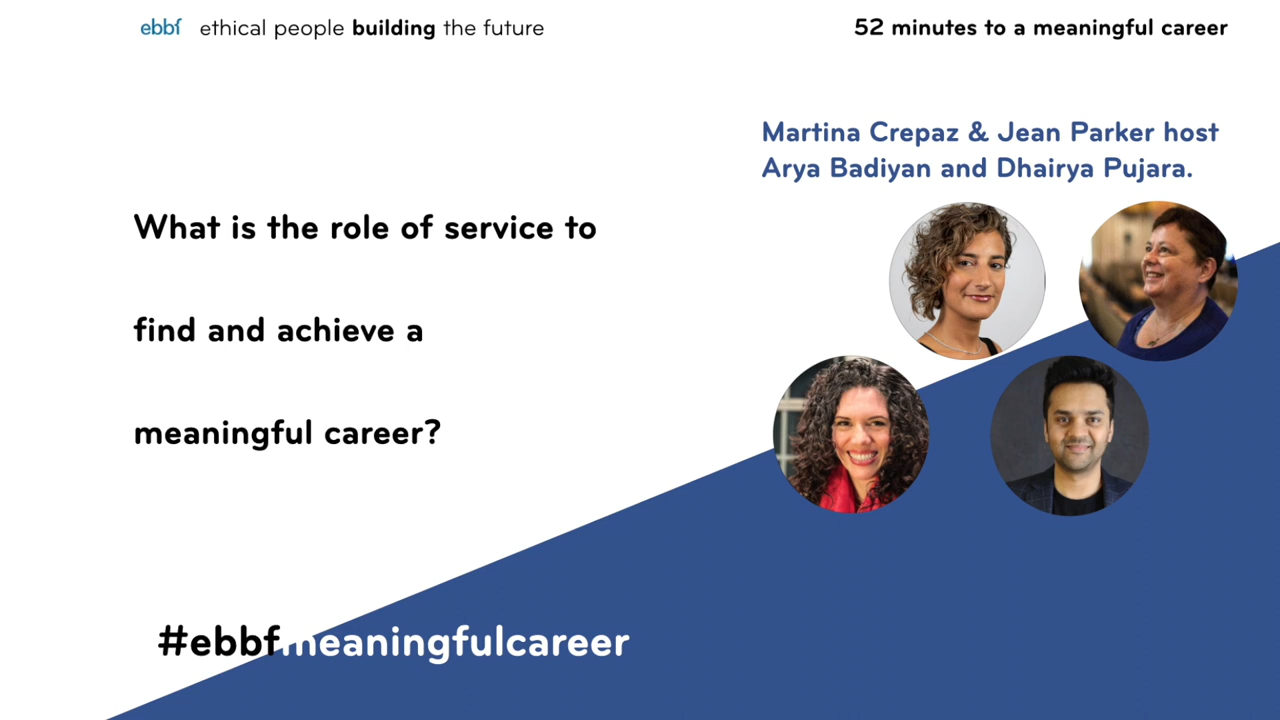 ebbf ethical people building the future
52 minutes to a meaningful career
Martina Crepaz & Jean Parker host
Arya Badiyan and Dhairya Pujara.
What is the role of service to
find and achieve a
meaningful career?
#ebbfmeaningfulcareer